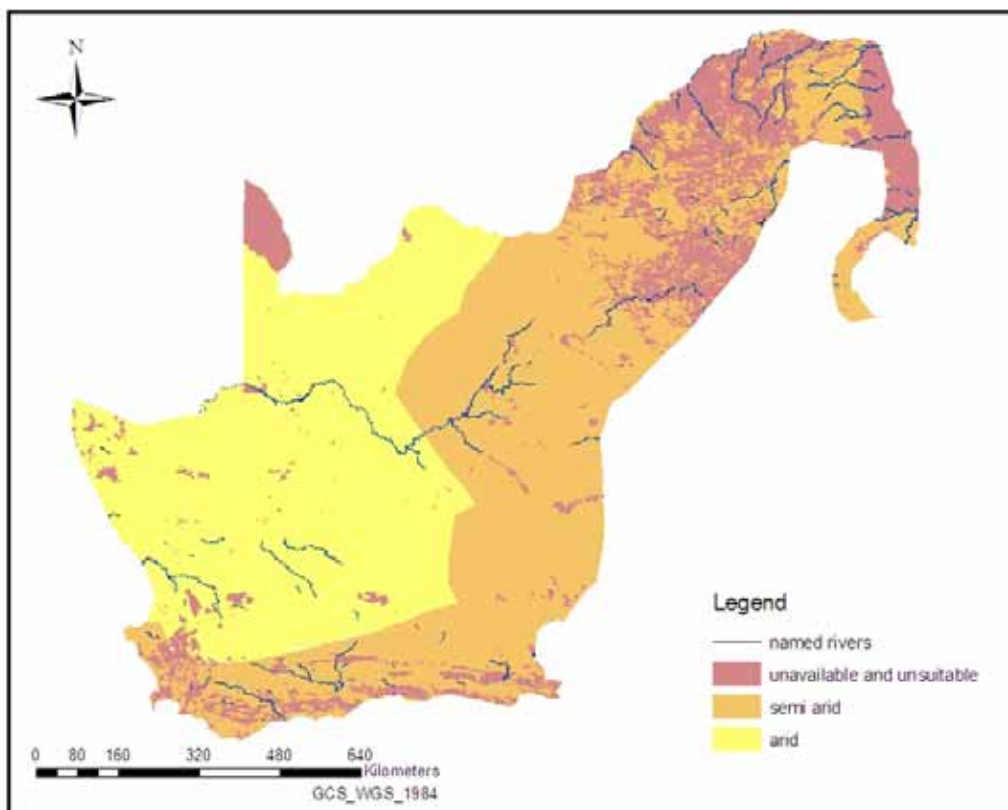 N
Legend
named rivers
unavailable and unsuitable
semi arid
arid
0 80 160 320 480 640
Kilometers
GCS_WGS_1984